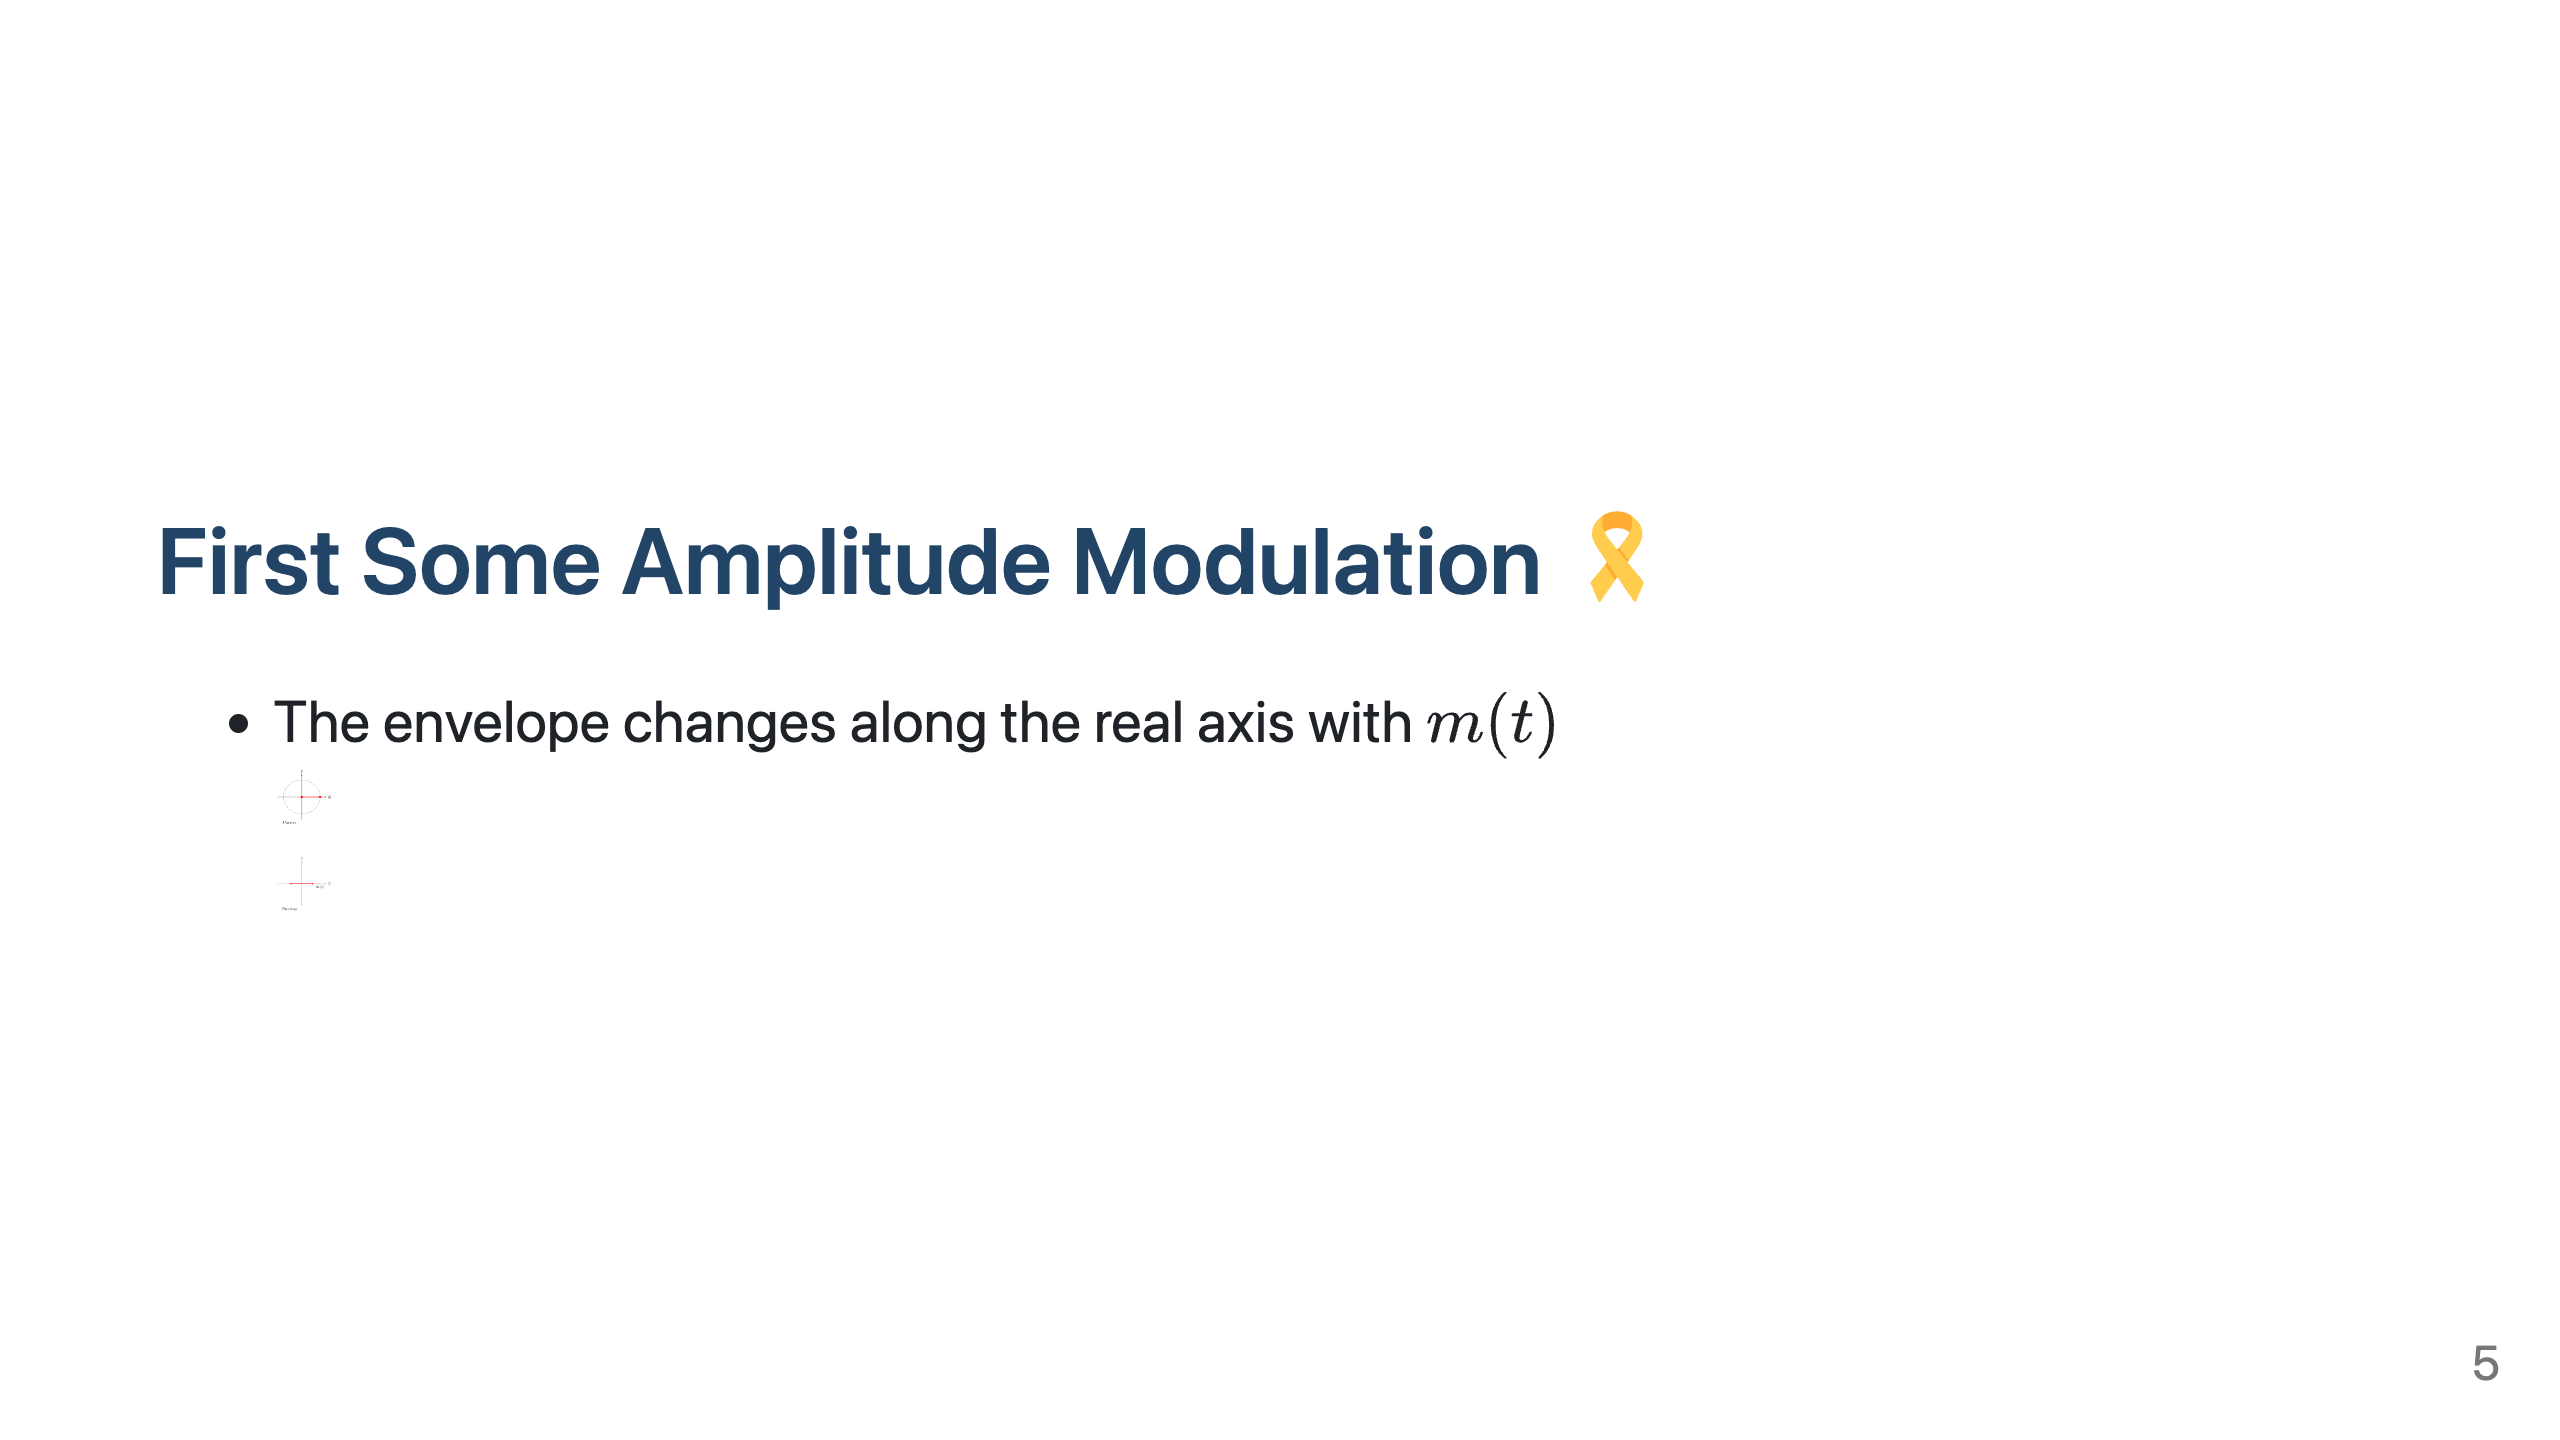 First Some Amplitude Modulation 🎗
• The envelope changes along the real axis with m(t)
5